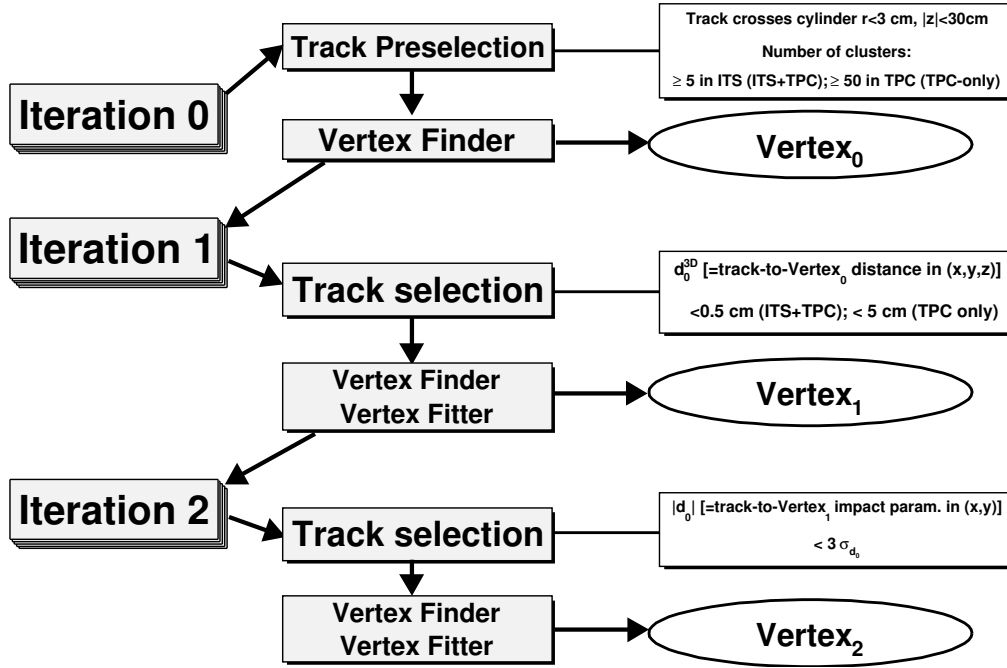 Iteration 0
Track Preselection
Track crosses cylinder r<3 cm, |z|<30cm
Number of clusters:
≥ 5 in ITS (ITS+TPC); ≥ 50 in TPC (TPC-only)
Vertex Finder
Vertex₀
Iteration 1
Track selection
d₀³ᴰ [=track-to-Vertex₀ distance in (x,y,z)]
<0.5 cm (ITS+TPC); < 5 cm (TPC only)
Vertex Finder
Vertex Fitter
Vertex₁
Iteration 2
Track selection
|d₀| [=track-to-Vertex₁ impact param. in (x,y)]
< 3 σ_d₀
Vertex Finder
Vertex Fitter
Vertex₂